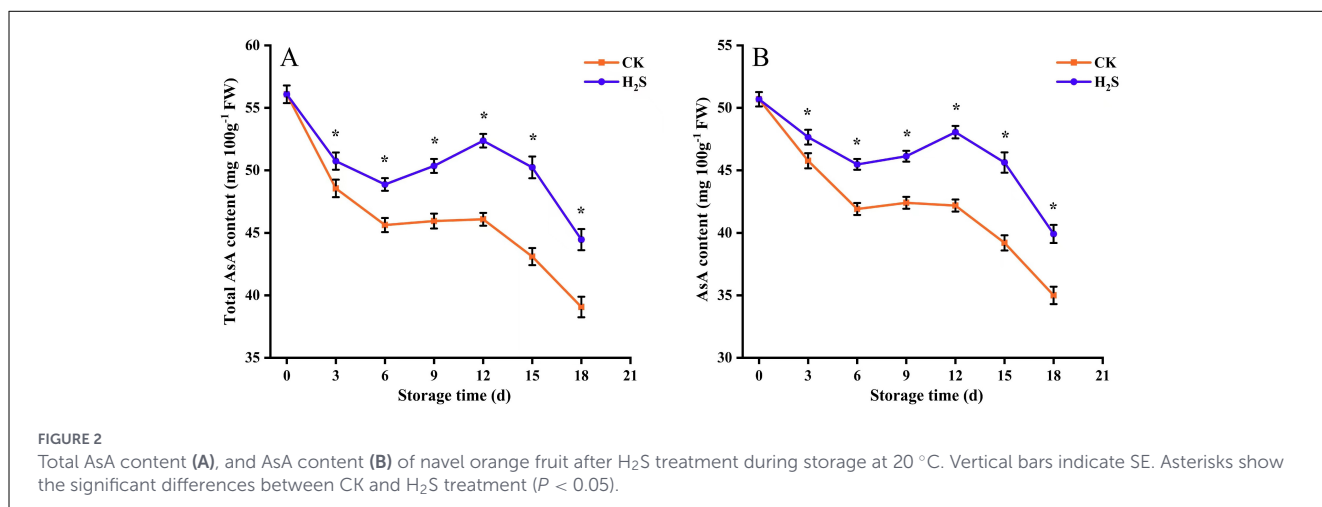 A
CK
H₂S
Total AsA content (mg 100g⁻¹ FW)
60
55
50
45
40
35
* * * * * *
0 3 6 9 12 15 18 21
Storage time (d)
B
CK
H₂S
AsA content (mg 100g⁻¹ FW)
55
50
45
40
35
30
* * * * * *
0 3 6 9 12 15 18 21
Storage time (d)
FIGURE 2
Total AsA content (A), and AsA content (B) of navel orange fruit after H₂S treatment during storage at 20 °C. Vertical bars indicate SE. Asterisks show
the significant differences between CK and H₂S treatment (P < 0.05).